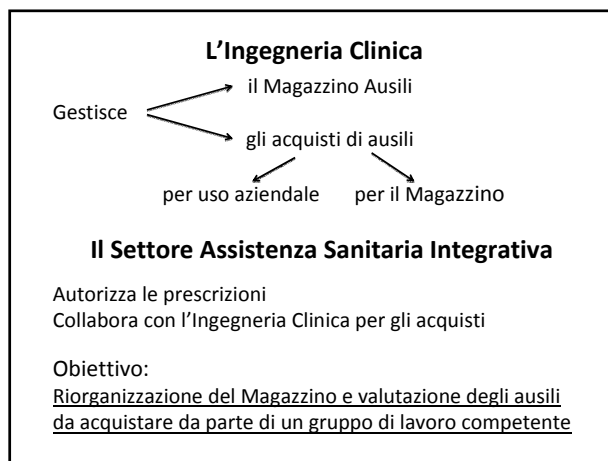 L’Ingegneria Clinica
il Magazzino Ausili
Gestisce
gli acquisti di ausili
per uso aziendale per il Magazzino
Il Settore Assistenza Sanitaria Integrativa
Autorizza le prescrizioni
Collabora con l’Ingegneria Clinica per gli acquisti
Obiettivo:
Riorganizzazione del Magazzino e valutazione degli ausili
da acquistare da parte di un gruppo di lavoro competente